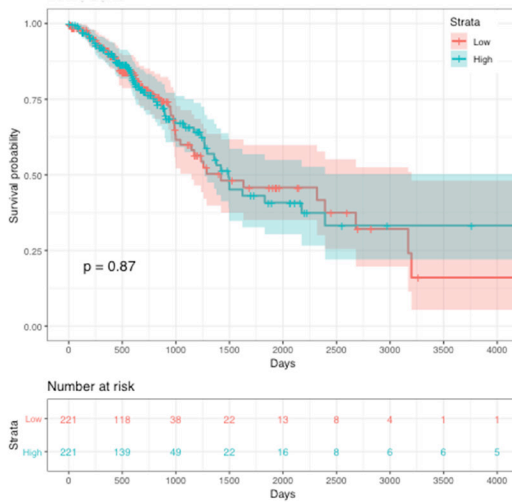 Strata
Low
High
1.00
0.75
0.50
0.25
0.00
Survival probability
p = 0.87
0 500 1000 1500 2000 2500 3000 3500 4000
Days
Number at risk
Strata
Low 221 118 38 22 13 8 4 1 1
High 221 139 49 22 16 8 6 6 5
0 500 1000 1500 2000 2500 3000 3500 4000
Days